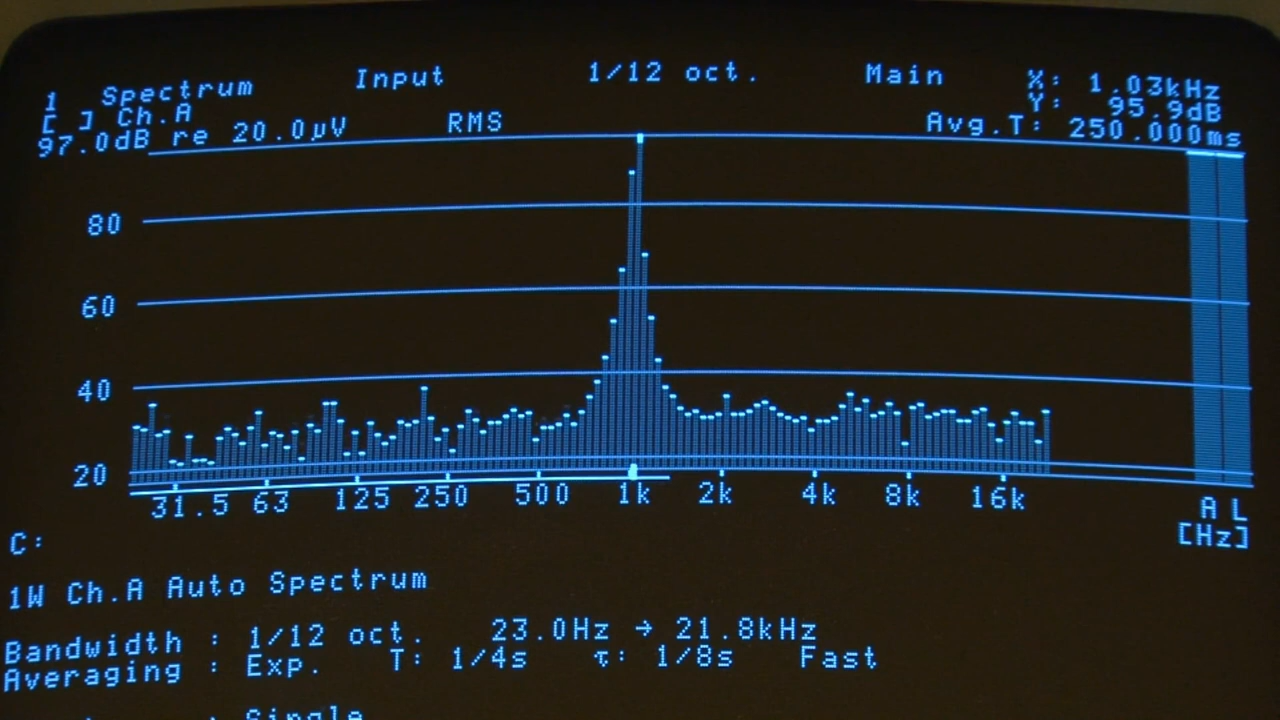 1 Spectrum Input 1/12 oct. Main X: 1.03kHz
[ ] Ch.A Y: 95.9dB
97.0dB re 20.0µV RMS Avg.T: 250.000ms
80
60
40
20
31.5 63 125 250 500 1k 2k 4k 8k 16k A L
[Hz]
C:
1W Ch.A Auto Spectrum
Bandwidth : 1/12 oct. 23.0Hz → 21.8kHz
Averaging : Exp. T: 1/4s τ: 1/8s Fast
: Single